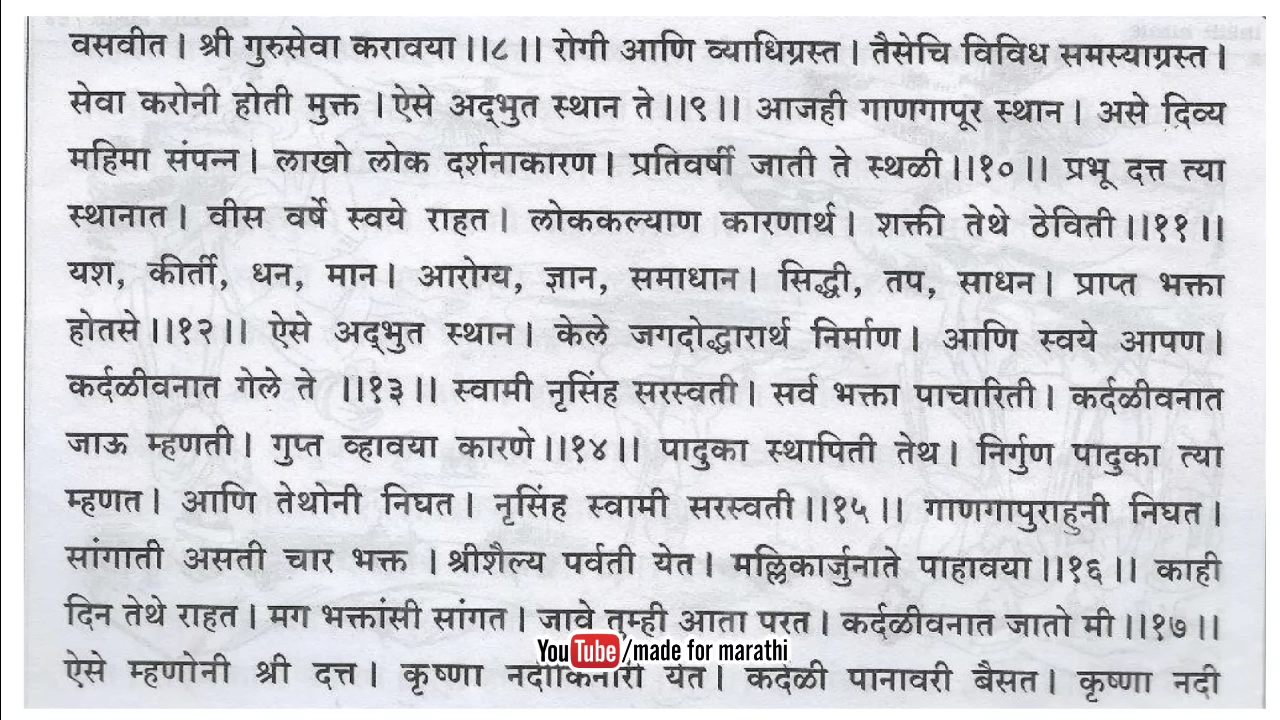 वसवीत । श्री गुरुसेवा करावया ।।८ ।। रोगी आणि व्याधिग्रस्त । तैसेचि विविध समस्याग्रस्त ।
सेवा करोनी होती मुक्त । ऐसे अद्‌भुत स्थान ते ।।९ ।। आजही गाणगापूर स्थान । असे दिव्य
महिमा संपन्न । लाखो लोक दर्शनाकारण । प्रतिवर्षी जाती ते स्थळी ।।१० ।। प्रभू दत्त त्या
स्थानात । वीस वर्षे स्वये राहत । लोककल्याण कारणार्थ । शक्ती तेथे ठेविती ।।११ ।।
यश, कीर्ती, धन, मान । आरोग्य, ज्ञान, समाधान । सिद्धी, तप, साधन । प्राप्त भक्ता
होतसे ।।१२ ।। ऐसे अद्‌भुत स्थान । केले जगदोद्धारार्थ निर्माण । आणि स्वये आपण ।
कर्दळीवनात गेले ते ।।१३ ।। स्वामी नृसिंह सरस्वती । सर्व भक्ता पाचारिती । कर्दळीवनात
जाऊ म्हणती । गुप्त व्हावया कारणे ।।१४ ।। पादुका स्थापिती तेथ । निर्गुण पादुका त्या
म्हणत । आणि तेथोनी निघत । नृसिंह स्वामी सरस्वती ।।१५ ।। गाणगापुराहुनी निघत ।
सांगाती असती चार भक्त । श्रीशैल्य पर्वती येत । मल्लिकार्जुनाते पाहावया ।।१६ ।। काही
दिन तेथे राहत । मग भक्तांसी सांगत । जावे तुम्ही आता परत । कर्दळीवनात जातो मी ।।१७ ।।
YouTube/made for marathi
ऐसे म्हणोनी श्री दत्त । कृष्णा नदीकिनारी येत । कर्दळी पानावरी बैसत । कृष्णा नदी